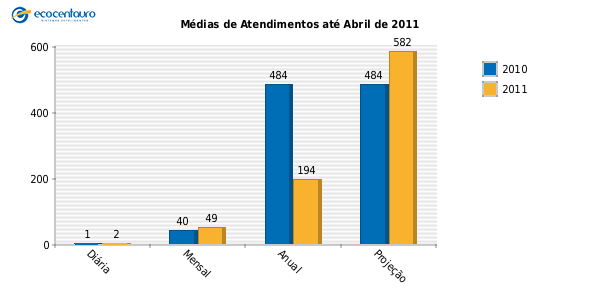 ecocentauro
Médias de Atendimentos até Abril de 2011
600
400
200
0
1
2
40
49
484
194
484
582
Diária
Mensal
Anual
Projeção
2010
2011